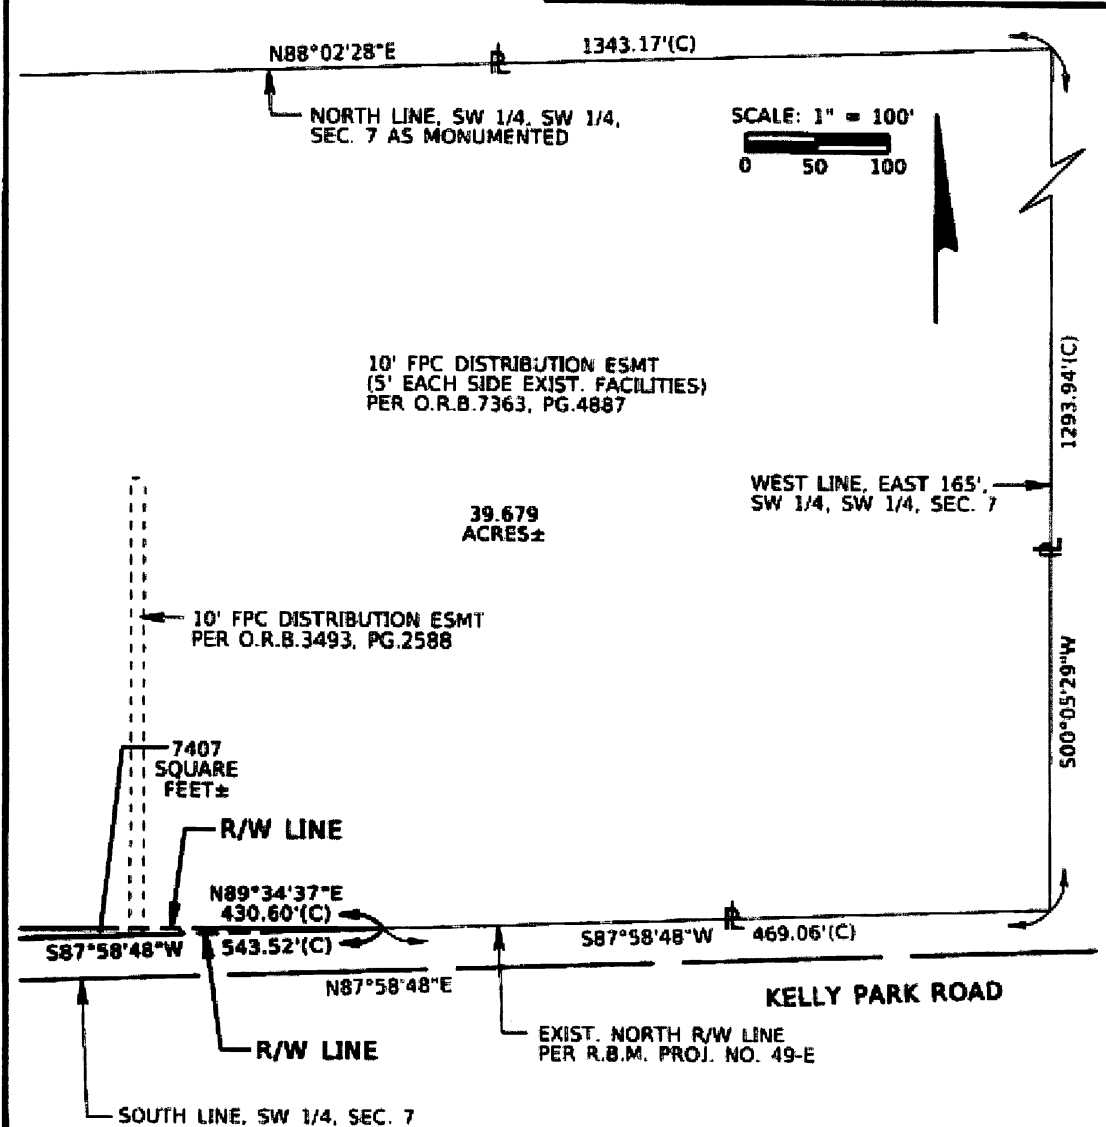 N88°02'28"E
1343.17'(C)
NORTH LINE, SW 1/4, SW 1/4,
SEC. 7 AS MONUMENTED
SCALE: 1" = 100'
0 50 100
10' FPC DISTRIBUTION ESMT
(5' EACH SIDE EXIST. FACILITIES)
PER O.R.B.7363, PG.4887
1293.94'(C)
WEST LINE, EAST 165',
SW 1/4, SW 1/4, SEC. 7
39.679
ACRES±
10' FPC DISTRIBUTION ESMT
PER O.R.B.3493, PG.2588
S00°05'29"W
7407
SQUARE
FEET±
R/W LINE
N89°34'37"E
430.60'(C)
S87°58'48"W
543.52'(C)
S87°58'48"W
469.06'(C)
N87°58'48"E
KELLY PARK ROAD
R/W LINE
EXIST. NORTH R/W LINE
PER R.B.M. PROJ. NO. 49-E
SOUTH LINE, SW 1/4, SEC. 7